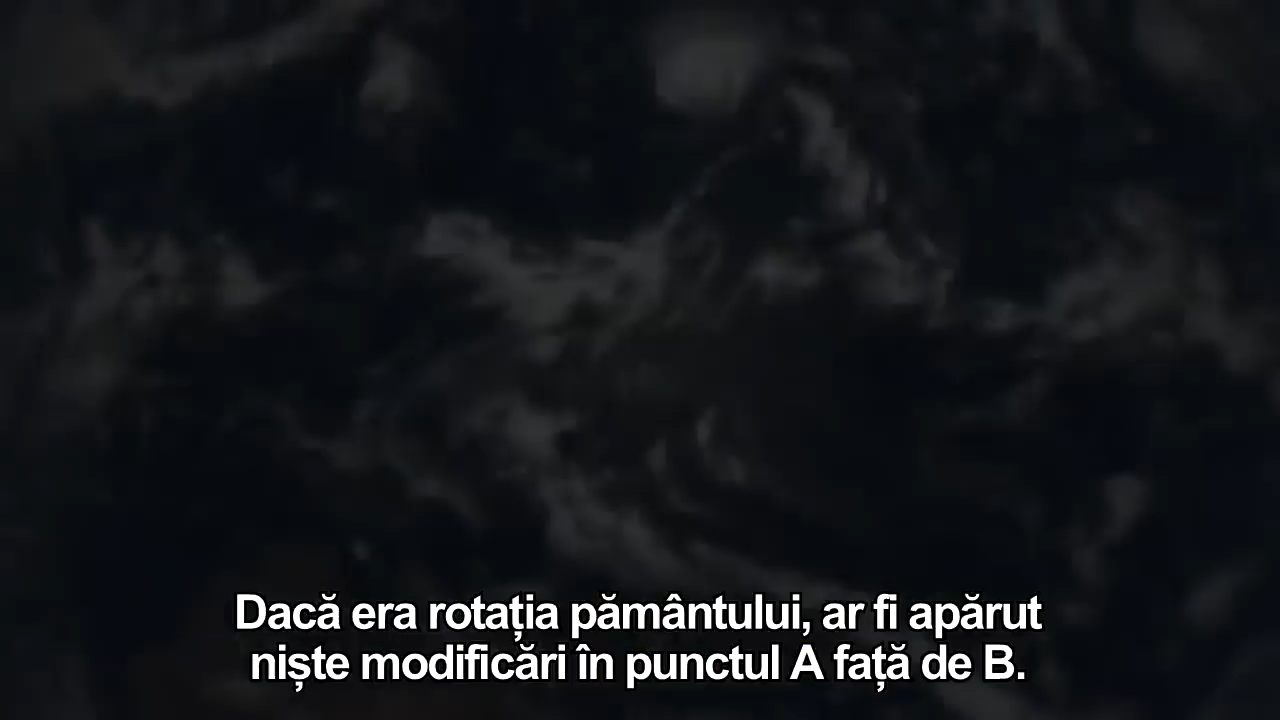 Dacă era rotația pământului, ar fi apărut
niște modificări în punctul A față de B.